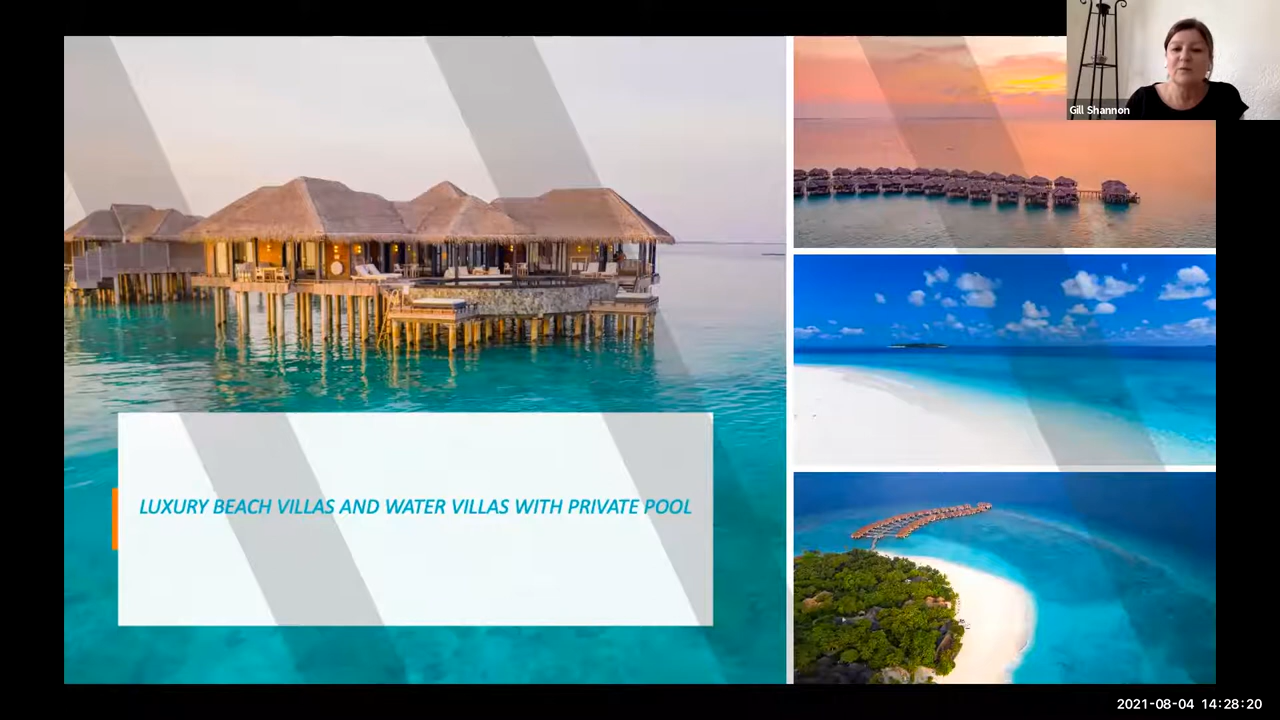 Gill Shannon
LUXURY BEACH VILLAS AND WATER VILLAS WITH PRIVATE POOL
2021-08-04 14:28:20